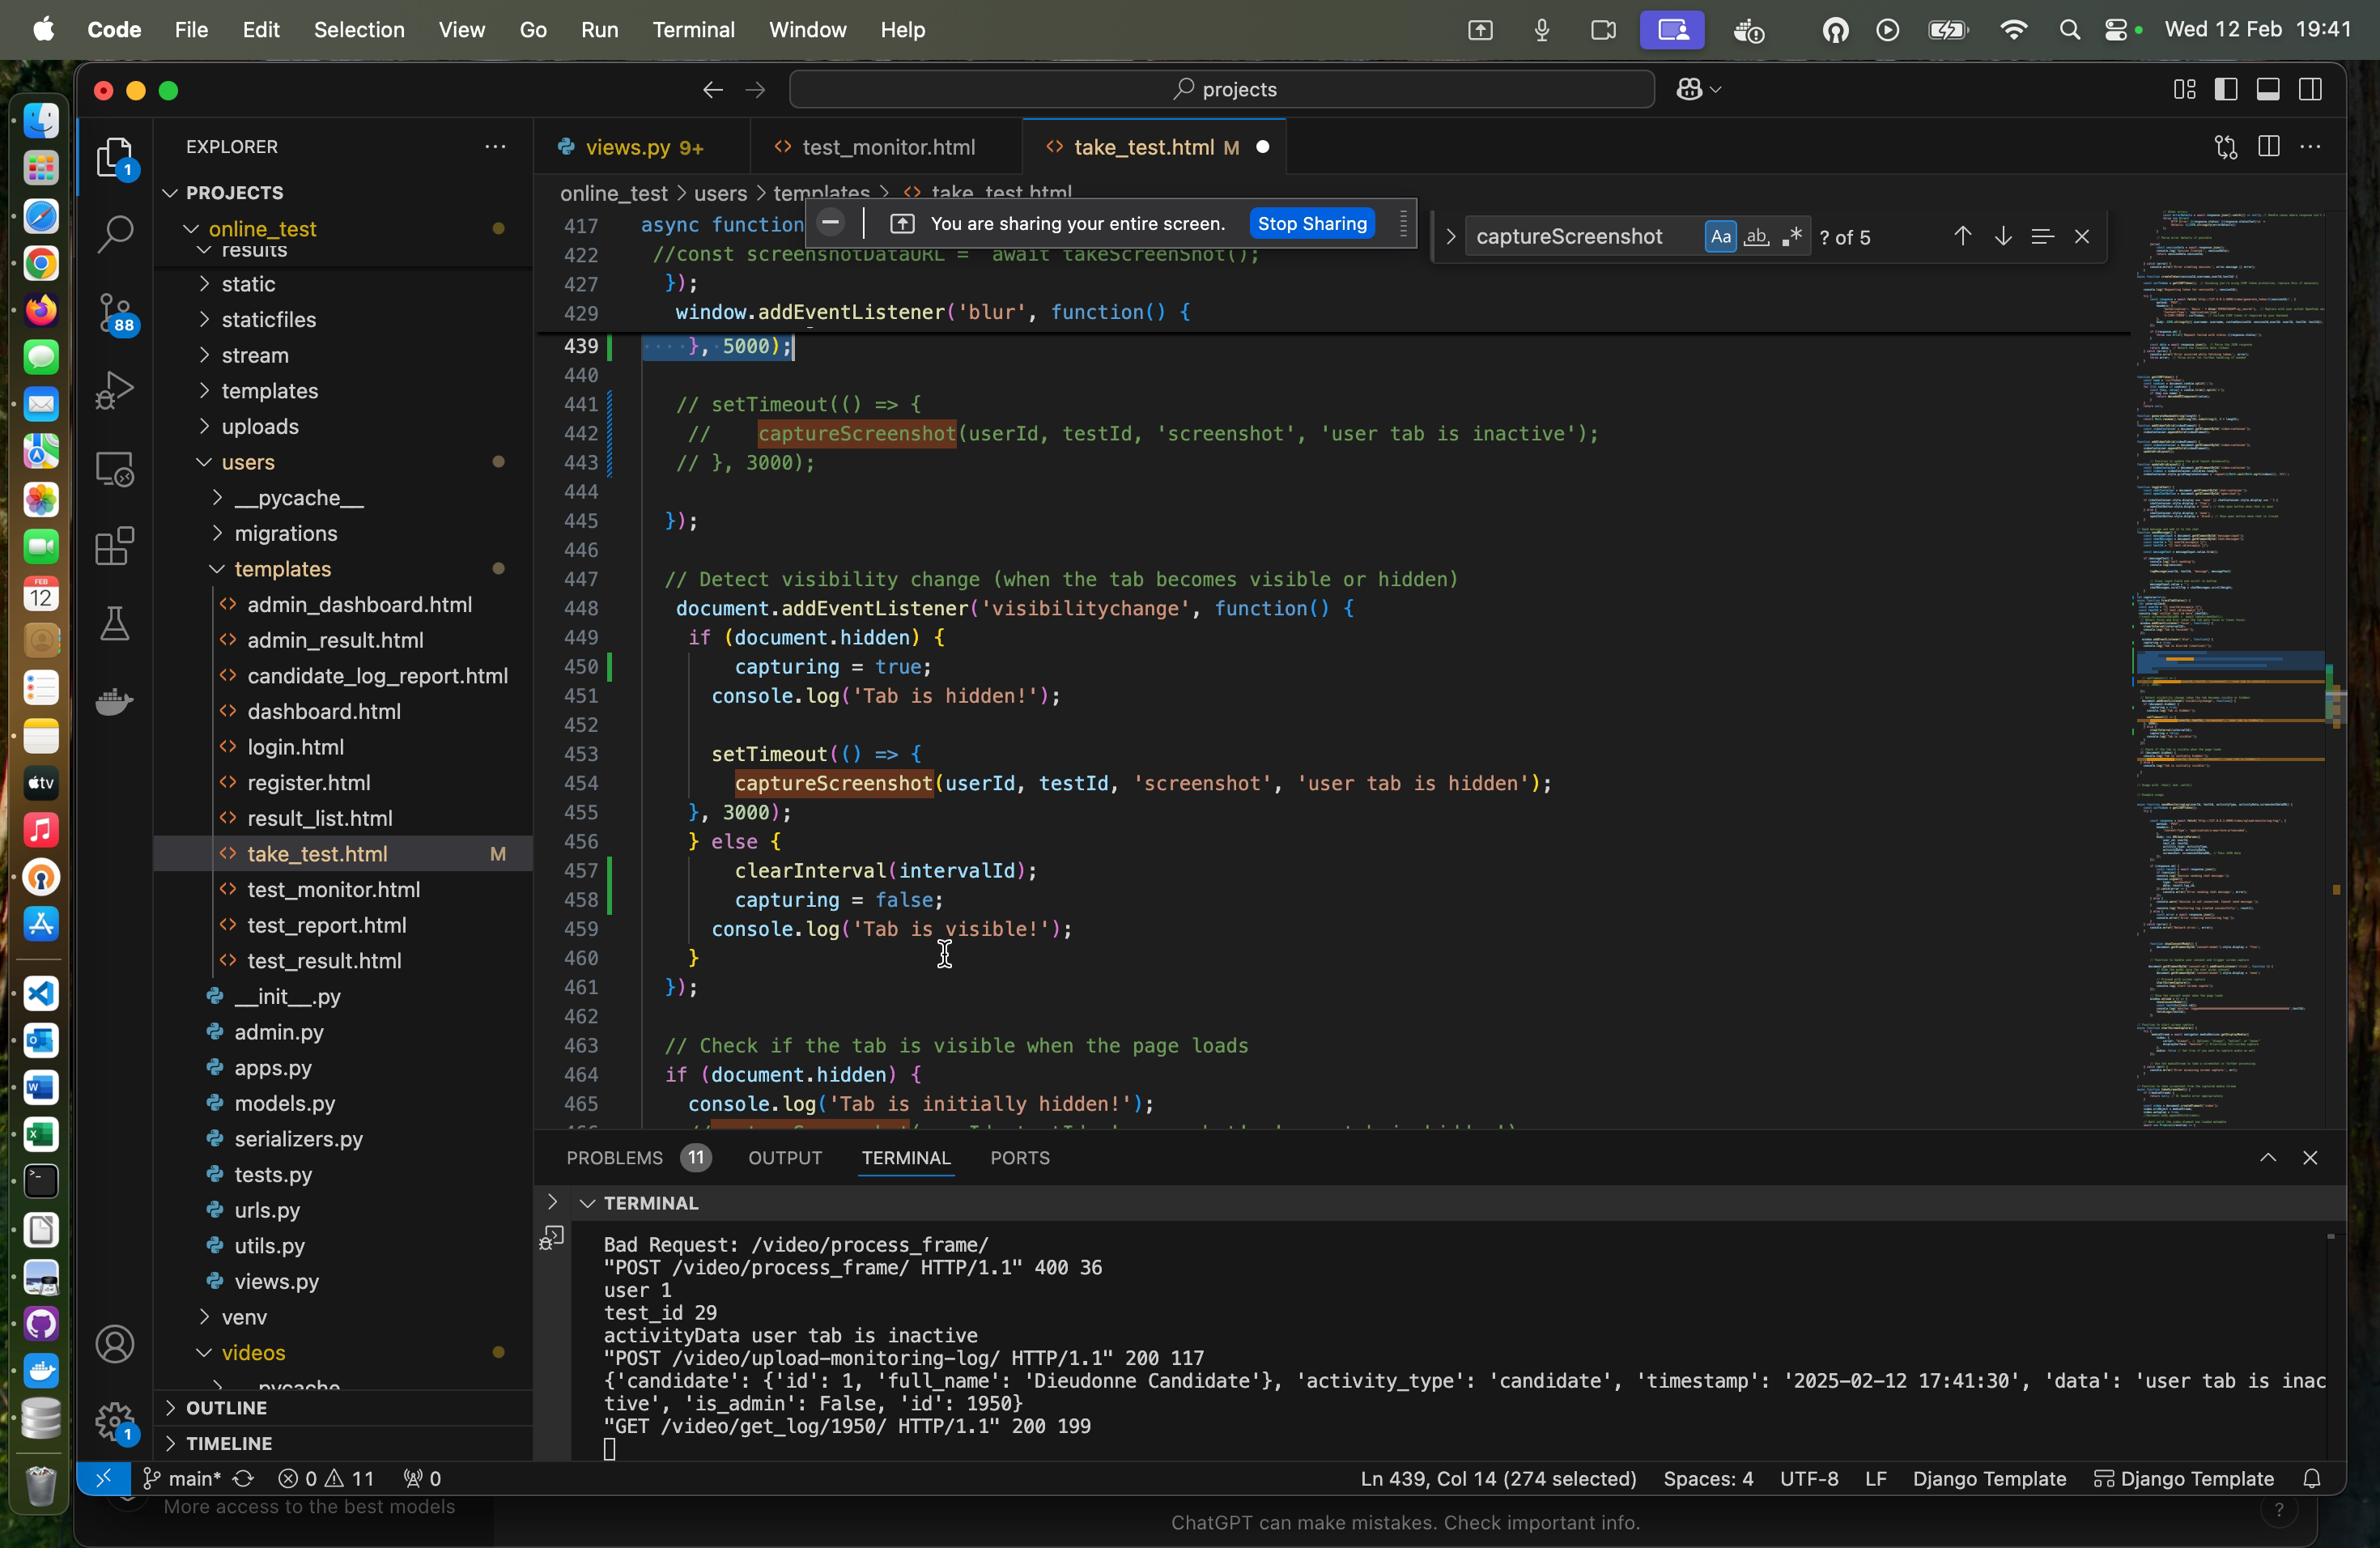 Code File Edit Selection View Go Run Terminal Window Help
Wed 12 Feb 19:41
projects
EXPLORER
views.py 9+
test_monitor.html
take_test.html M
PROJECTS
online_test
results
static
staticfiles
stream
templates
uploads
users
__pycache__
migrations
templates
admin_dashboard.html
admin_result.html
candidate_log_report.html
dashboard.html
login.html
register.html
result_list.html
take_test.html M
test_monitor.html
test_report.html
test_result.html
__init__.py
admin.py
apps.py
models.py
serializers.py
tests.py
urls.py
utils.py
views.py
venv
videos
pycache
OUTLINE
TIMELINE
1
88
1
FEB
12
tv
online_test > users > templates > <> take_test.html
You are sharing your entire screen. Stop Sharing
captureScreenshot Aa ab .* ? of 5
417 async function
422 //const screenshotDataURL = await takeScreenShot();
427 });
429 window.addEventListener('blur', function() {
439 }, 5000);
440
441 // setTimeout(() => {
442 // captureScreenshot(userId, testId, 'screenshot', 'user tab is inactive');
443 // }, 3000);
444
445 });
446
447 // Detect visibility change (when the tab becomes visible or hidden)
448 document.addEventListener('visibilitychange', function() {
449 if (document.hidden) {
450 capturing = true;
451 console.log('Tab is hidden!');
452
453 setTimeout(() => {
454 captureScreenshot(userId, testId, 'screenshot', 'user tab is hidden');
455 }, 3000);
456 } else {
457 clearInterval(intervalId);
458 capturing = false;
459 console.log('Tab is visible!');
460 }
461 });
462
463 // Check if the tab is visible when the page loads
464 if (document.hidden) {
465 console.log('Tab is initially hidden!');
PROBLEMS 11 OUTPUT TERMINAL PORTS
TERMINAL
Bad Request: /video/process_frame/
"POST /video/process_frame/ HTTP/1.1" 400 36
user 1
test_id 29
activityData user tab is inactive
"POST /video/upload-monitoring-log/ HTTP/1.1" 200 117
{'candidate': {'id': 1, 'full_name': 'Dieudonne Candidate'}, 'activity_type': 'candidate', 'timestamp': '2025-02-12 17:41:30', 'data': 'user tab is inac
tive', 'is_admin': False, 'id': 1950}
"GET /video/get_log/1950/ HTTP/1.1" 200 199
main* 0 11 0
Ln 439, Col 14 (274 selected) Spaces: 4 UTF-8 LF Django Template Django Template
More access to the best models
ChatGPT can make mistakes. Check important info.
?